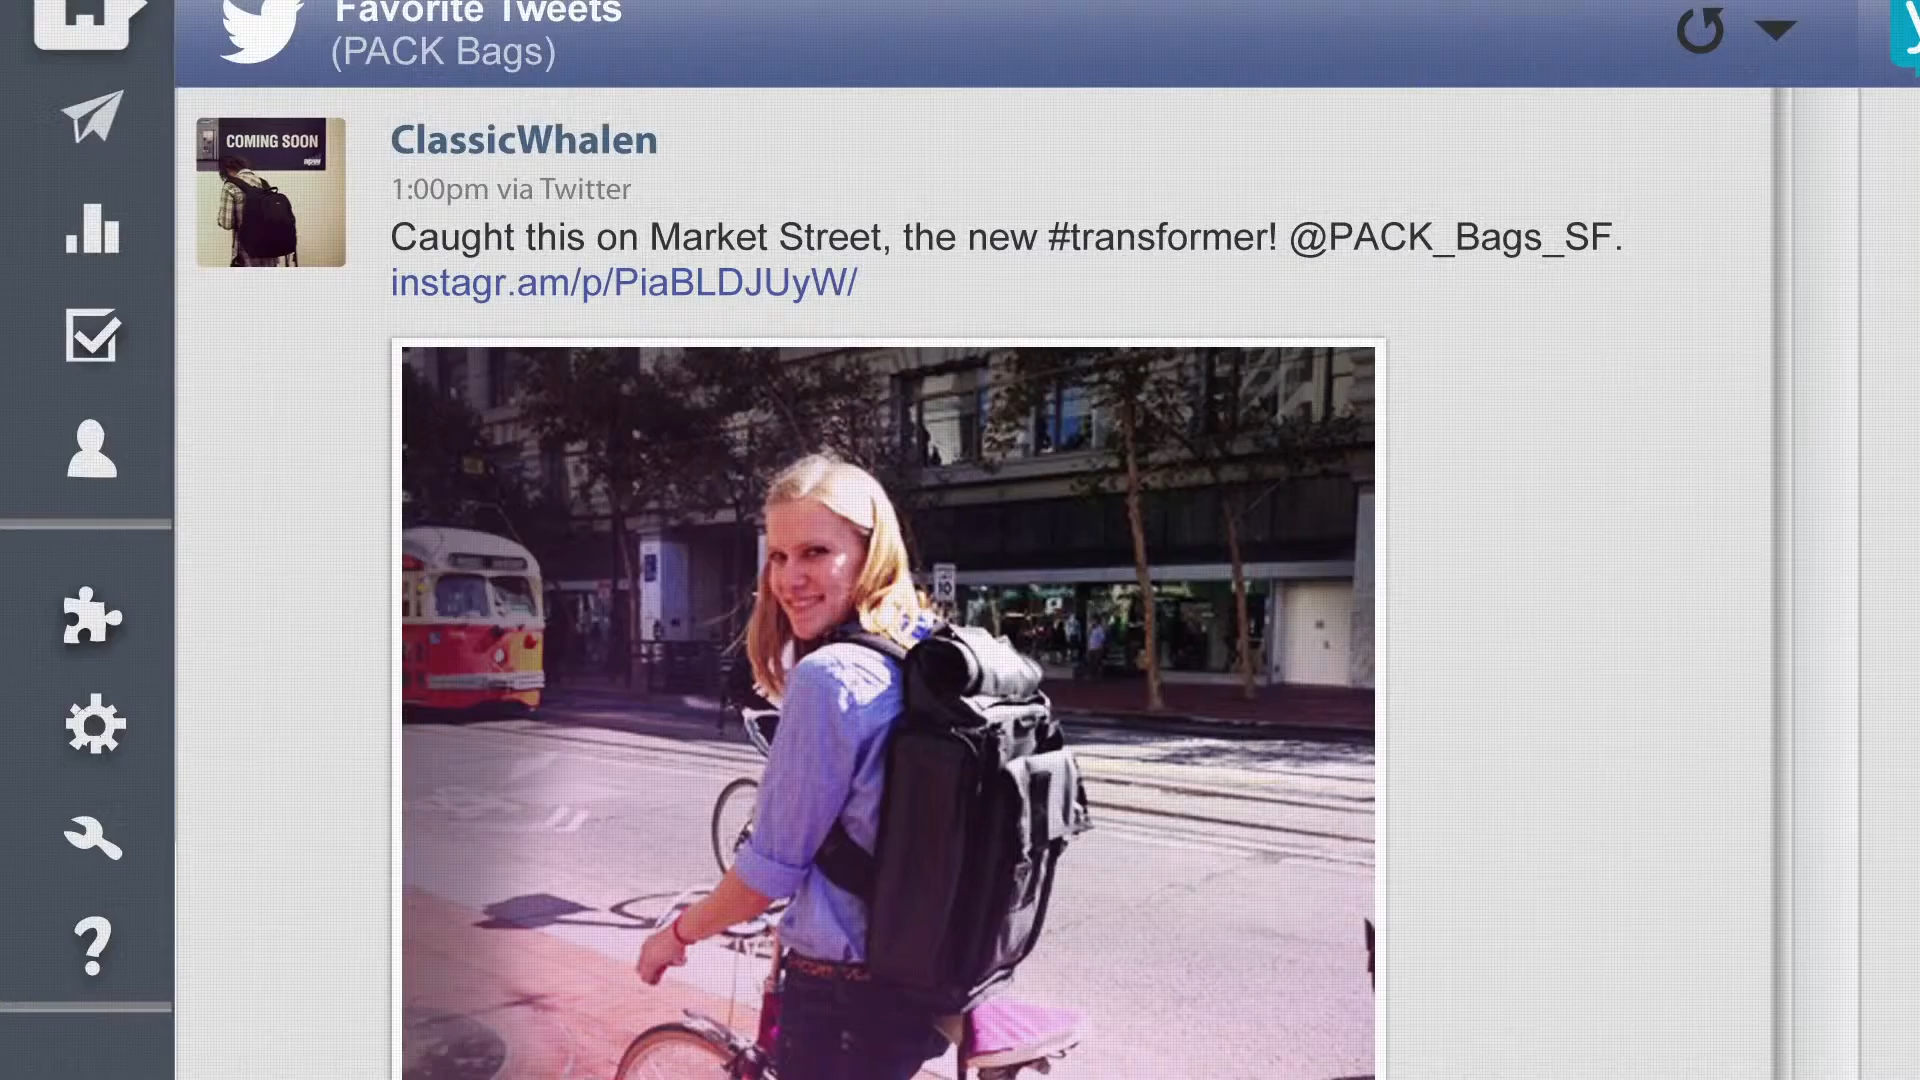 Favorite Tweets
(PACK Bags)
COMING SOON
ClassicWhalen
1:00pm via Twitter
Caught this on Market Street, the new #transformer! @PACK_Bags_SF.
instagr.am/p/PiaBLDJUyW/
10